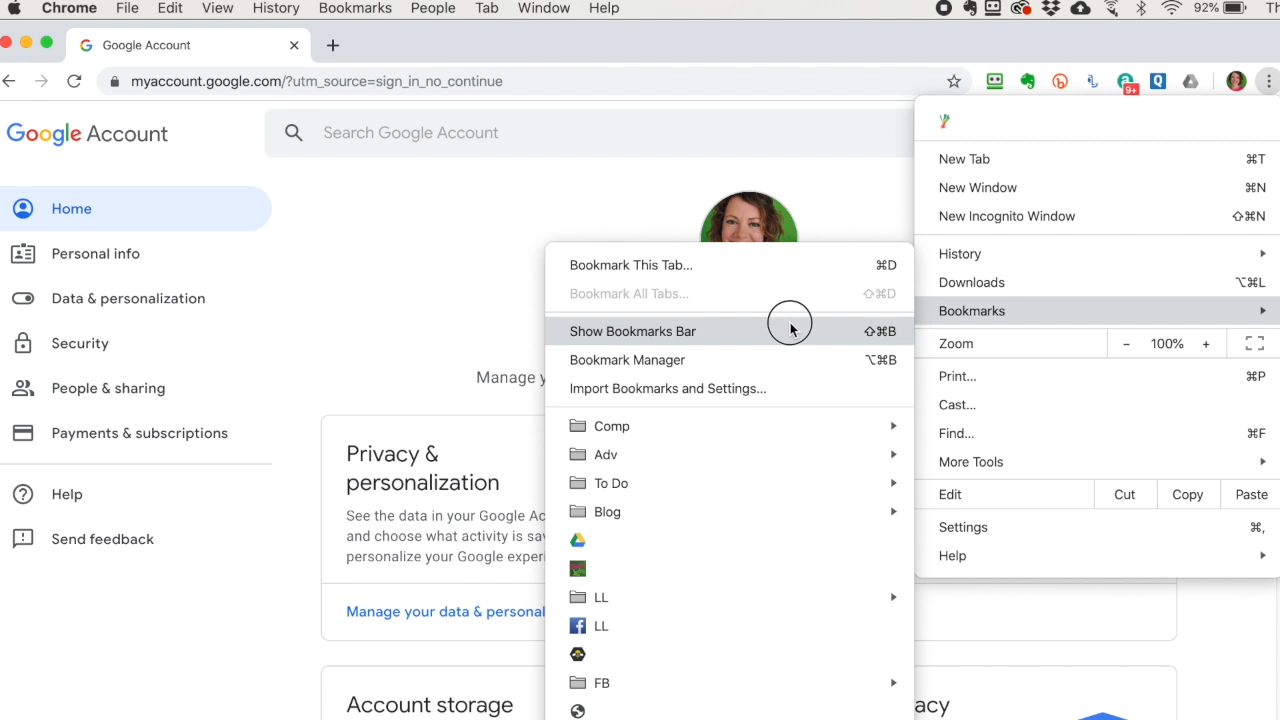 Chrome File Edit View History Bookmarks People Tab Window Help 92% Th
Google Account
myaccount.google.com/?utm_source=sign_in_no_continue
9+
Google Account
Search Google Account
Home
Personal info
Data & personalization
Security
People & sharing
Payments & subscriptions
Help
Send feedback
Manage y
Privacy &
personalization
See the data in your Google Ac
and choose what activity is sav
personalize your Google experi
Manage your data & personal
Account storage
acy
Bookmark This Tab... ⌘D
Bookmark All Tabs... ⇧⌘D
Show Bookmarks Bar ⇧⌘B
Bookmark Manager ⌥⌘B
Import Bookmarks and Settings...
Comp
Adv
To Do
Blog
LL
LL
FB
New Tab ⌘T
New Window ⌘N
New Incognito Window ⇧⌘N
History
Downloads ⌥⌘L
Bookmarks
Zoom − 100% +
Print... ⌘P
Cast...
Find... ⌘F
More Tools
Edit Cut Copy Paste
Settings ⌘,
Help